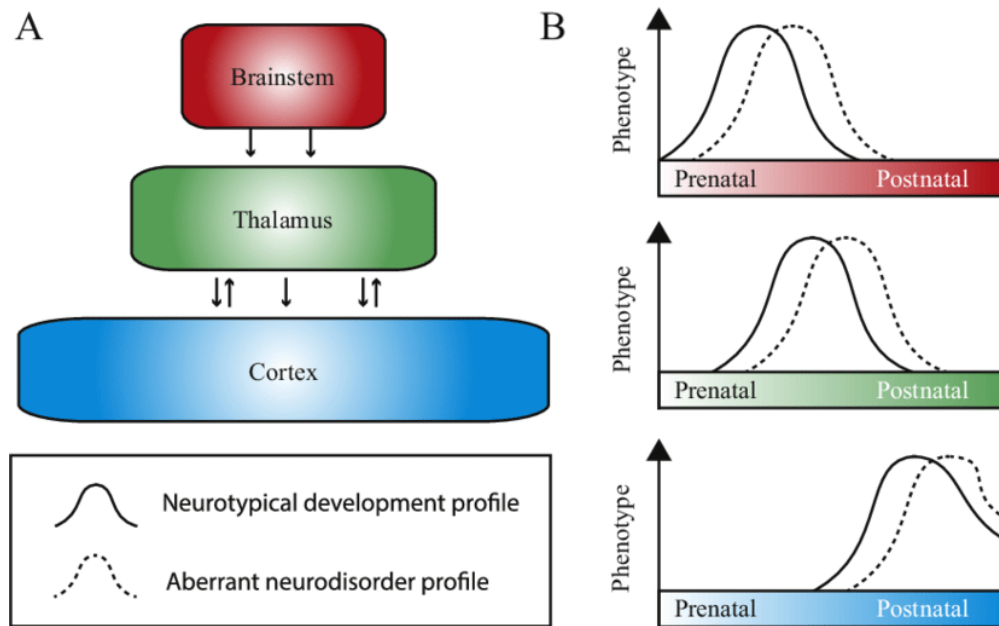 A
Brainstem
Thalamus
Cortex
Neurotypical development profile
Aberrant neurodisorder profile
B
Phenotype
Prenatal Postnatal
Phenotype
Prenatal Postnatal
Phenotype
Prenatal Postnatal